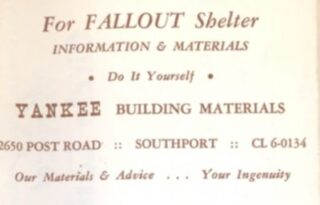 For FALLOUT Shelter
INFORMATION & MATERIALS
• Do It Yourself •
YANKEE BUILDING MATERIALS
2650 POST ROAD :: SOUTHPORT :: CL 6-0134
Our Materials & Advice . . . Your Ingenuity